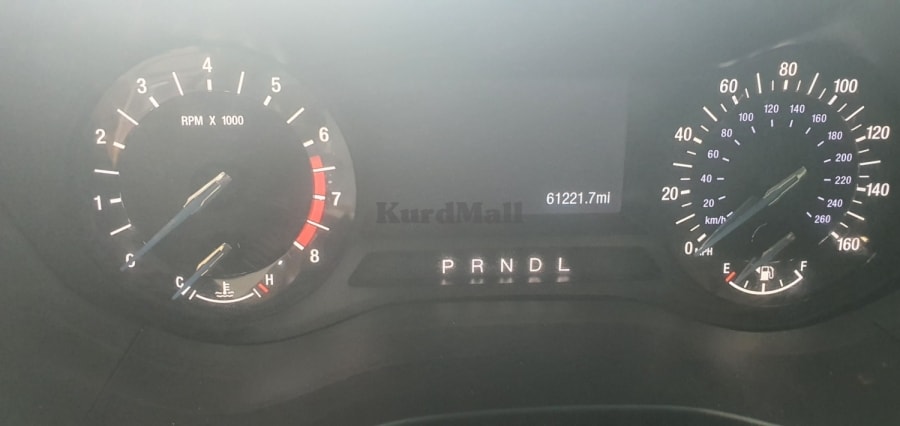 0 1 2 3 4 5 6 7 8
RPM X 1000
C H
61221.7mi
KurdMall
P R N D L
0 20 40 60 80 100 120 140 160
MPH
20 40 60 80 100 120 140 160 180 200 220 240 260
km/h
E F